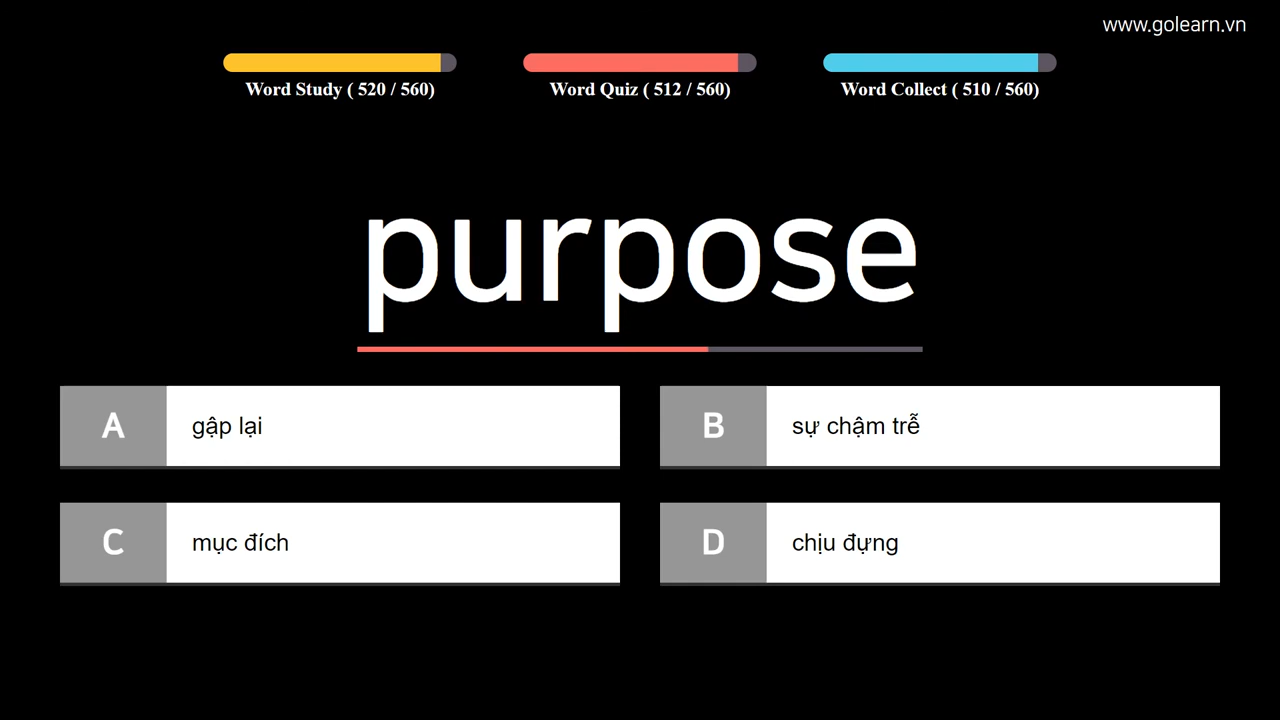 www.golearn.vn
Word Study ( 520 / 560)
Word Quiz ( 512 / 560)
Word Collect ( 510 / 560)
purpose
A gập lại
B sự chậm trễ
C mục đích
D chịu đựng